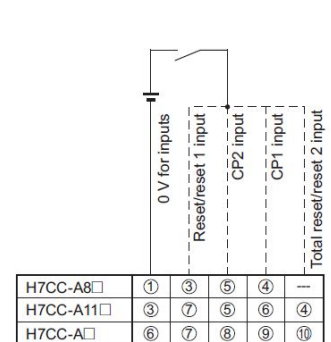 0 V for inputs
Reset/reset 1 input
CP2 input
CP1 input
Total reset/reset 2 input
H7CC-A8□ ① ③ ⑤ ④ ---
H7CC-A11□ ③ ⑦ ⑤ ⑥ ④
H7CC-A□ ⑥ ⑦ ⑧ ⑨ ⑩